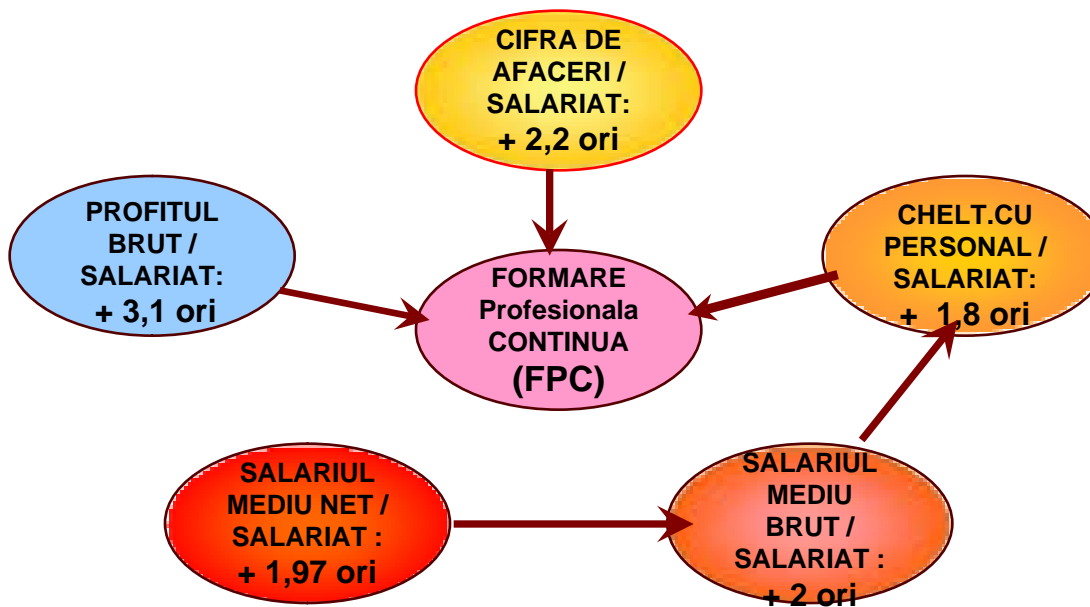 CIFRA DE
AFACERI /
SALARIAT:
+ 2,2 ori
PROFITUL
BRUT /
SALARIAT:
+ 3,1 ori
CHELT.CU
PERSONAL /
SALARIAT:
+ 1,8 ori
FORMARE
Profesionala
CONTINUA
(FPC)
SALARIUL
MEDIU NET /
SALARIAT :
+ 1,97 ori
SALARIUL
MEDIU
BRUT /
SALARIAT :
+ 2 ori